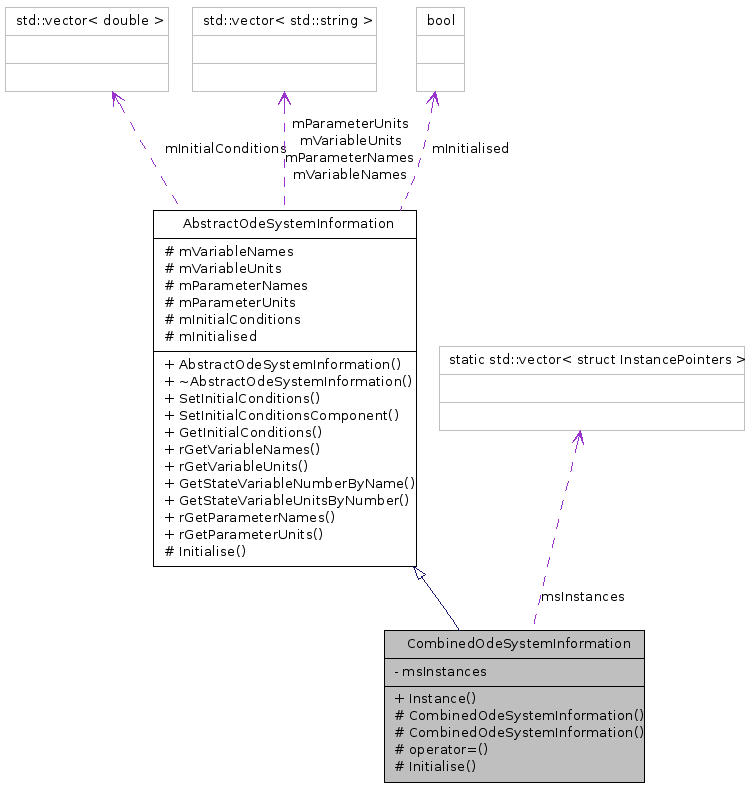 std::vector< double >
std::vector< std::string >
bool
mInitialConditions
mParameterUnits
mVariableUnits
mParameterNames
mVariableNames
mInitialised
AbstractOdeSystemInformation
# mVariableNames
# mVariableUnits
# mParameterNames
# mParameterUnits
# mInitialConditions
# mInitialised
+ AbstractOdeSystemInformation()
+ ~AbstractOdeSystemInformation()
+ SetInitialConditions()
+ SetInitialConditionsComponent()
+ GetInitialConditions()
+ rGetVariableNames()
+ rGetVariableUnits()
+ GetStateVariableNumberByName()
+ GetStateVariableUnitsByNumber()
+ rGetParameterNames()
+ rGetParameterUnits()
# Initialise()
static std::vector< struct InstancePointers >
msInstances
CombinedOdeSystemInformation
- msInstances
+ Instance()
# CombinedOdeSystemInformation()
# CombinedOdeSystemInformation()
# operator=()
# Initialise()